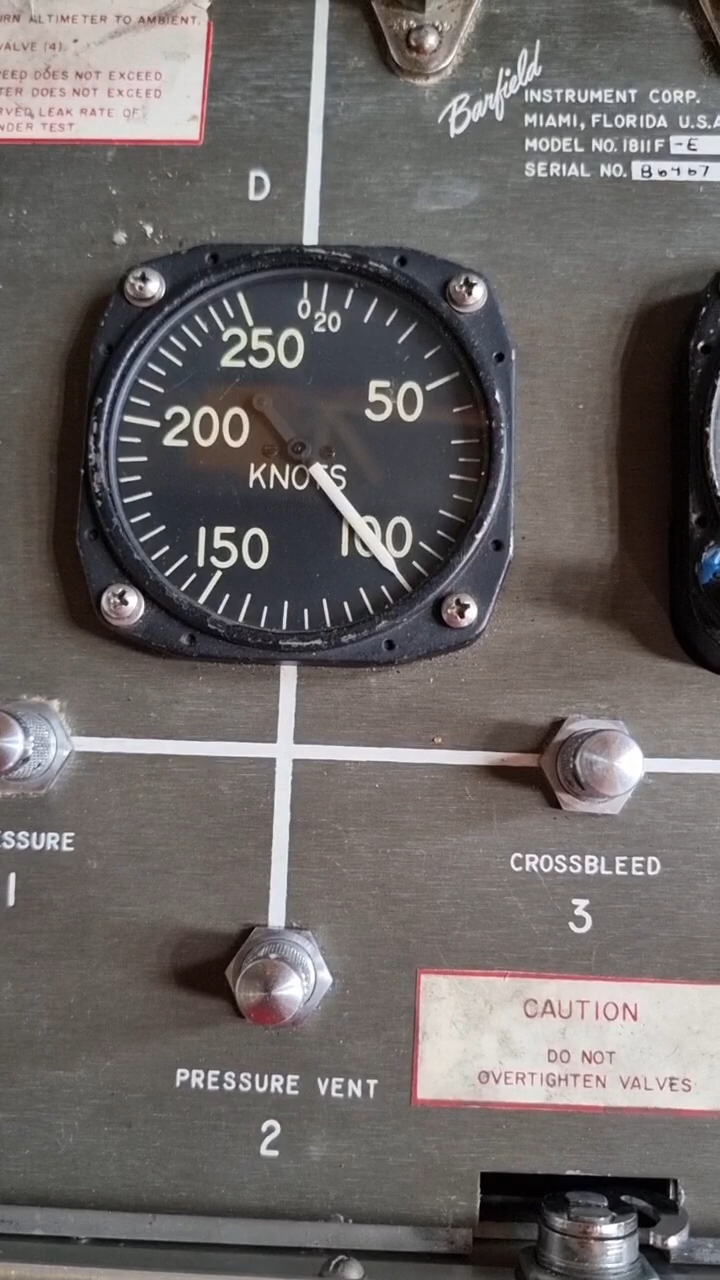 URN ALTIMETER TO AMBIENT.
VALVE (4).
PEED DOES NOT EXCEED
TER DOES NOT EXCEED
RVED LEAK RATE OF
NDER TEST.
Barfield
INSTRUMENT CORP.
MIAMI, FLORIDA U.S.A
MODEL NO. 1811F -E
SERIAL NO. B6467
D
0 20
250
50
200
KNOTS
100
150
ESSURE
1
CROSSBLEED
3
PRESSURE VENT
2
CAUTION
DO NOT
OVERTIGHTEN VALVES